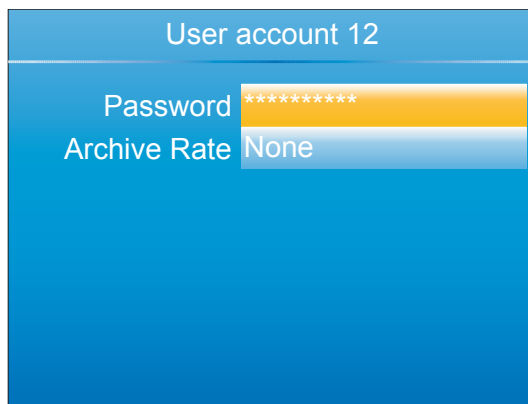 User account 12
Password **********
Archive Rate None